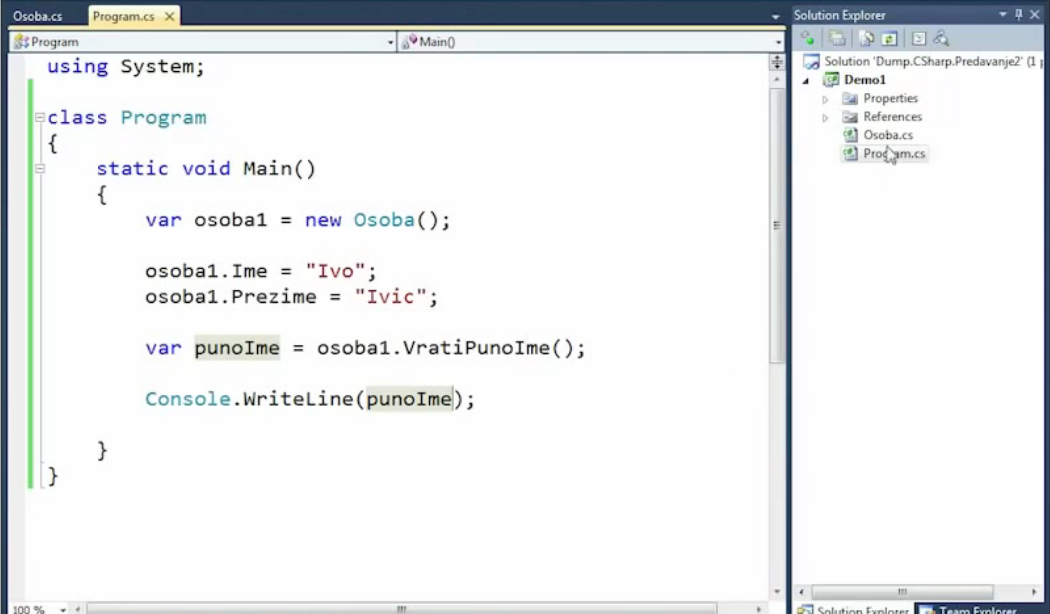 Osoba.cs
Program.cs
Program
Main()
using System;
class Program
{
static void Main()
{
var osoba1 = new Osoba();
osoba1.Ime = "Ivo";
osoba1.Prezime = "Ivic";
var punoIme = osoba1.VratiPunoIme();
Console.WriteLine(punoIme);
}
}
100 %
Solution Explorer
Solution 'Dump.CSharp.Predavanje2' (1
Demo1
Properties
References
Osoba.cs
Program.cs
Solution Explorer
Team Explorer